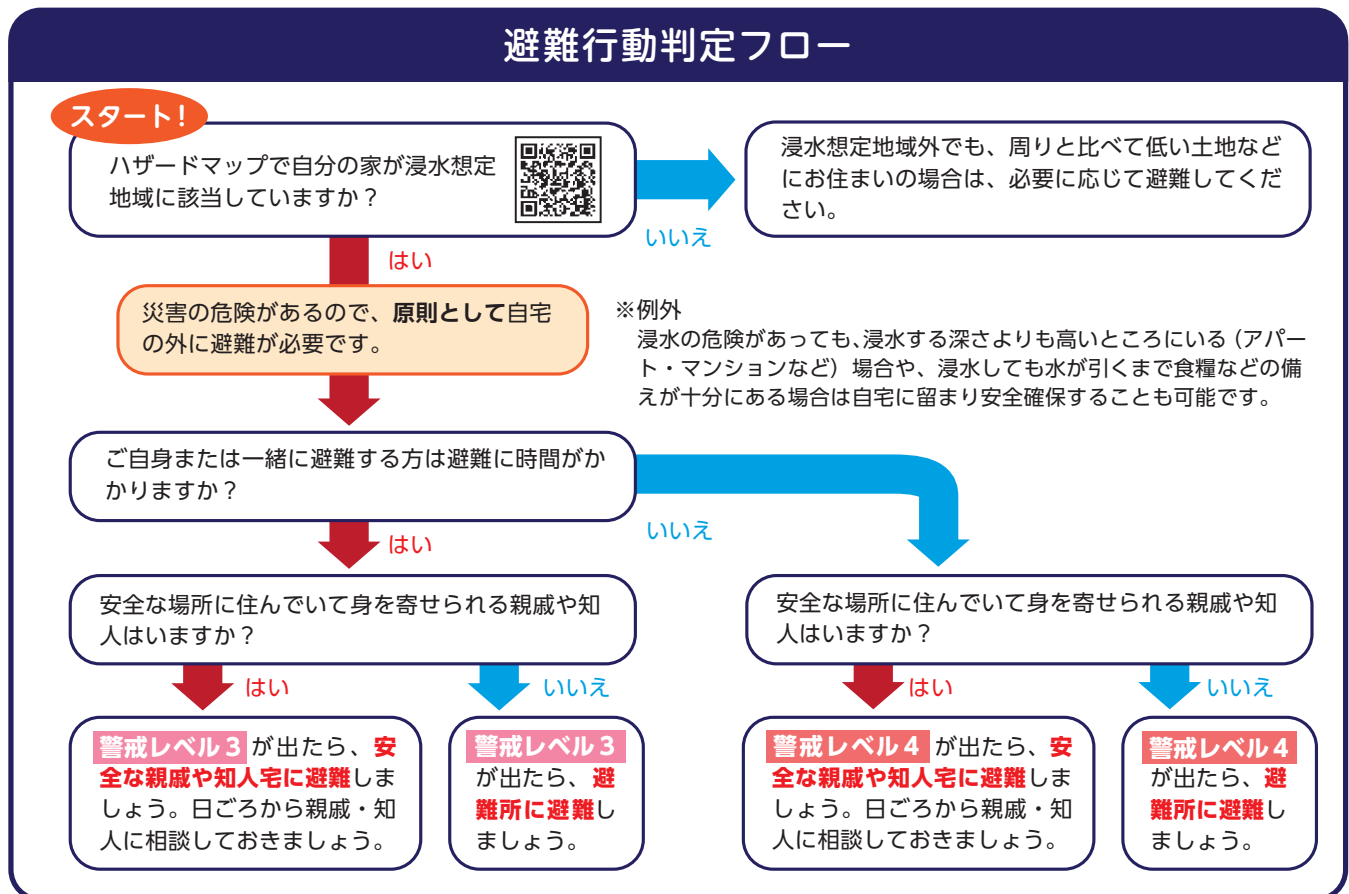 避難行動判定フロー
スタート！
ハザードマップで自分の家が浸水想定
地域に該当していますか？
いいえ
浸水想定地域外でも、周りと比べて低い土地など
にお住まいの場合は、必要に応じて避難してくだ
さい。
はい
災害の危険があるので、原則として自宅
の外に避難が必要です。
※例外
浸水の危険があっても、浸水する深さよりも高いところにいる（アパー
ト・マンションなど）場合や、浸水しても水が引くまで食糧などの備
えが十分にある場合は自宅に留まり安全確保することも可能です。
ご自身または一緒に避難する方は避難に時間がか
かりますか？
いいえ
はい
安全な場所に住んでいて身を寄せられる親戚や知
人はいますか？
はい
いいえ
警戒レベル３が出たら、安
全な親戚や知人宅に避難しま
しょう。日ごろから親戚・知
人に相談しておきましょう。
警戒レベル３
が出たら、避
難所に避難し
ましょう。
安全な場所に住んでいて身を寄せられる親戚や知
人はいますか？
はい
いいえ
警戒レベル４が出たら、安
全な親戚や知人宅に避難しま
しょう。日ごろから親戚・知
人に相談しておきましょう。
警戒レベル４
が出たら、避
難所に避難し
ましょう。